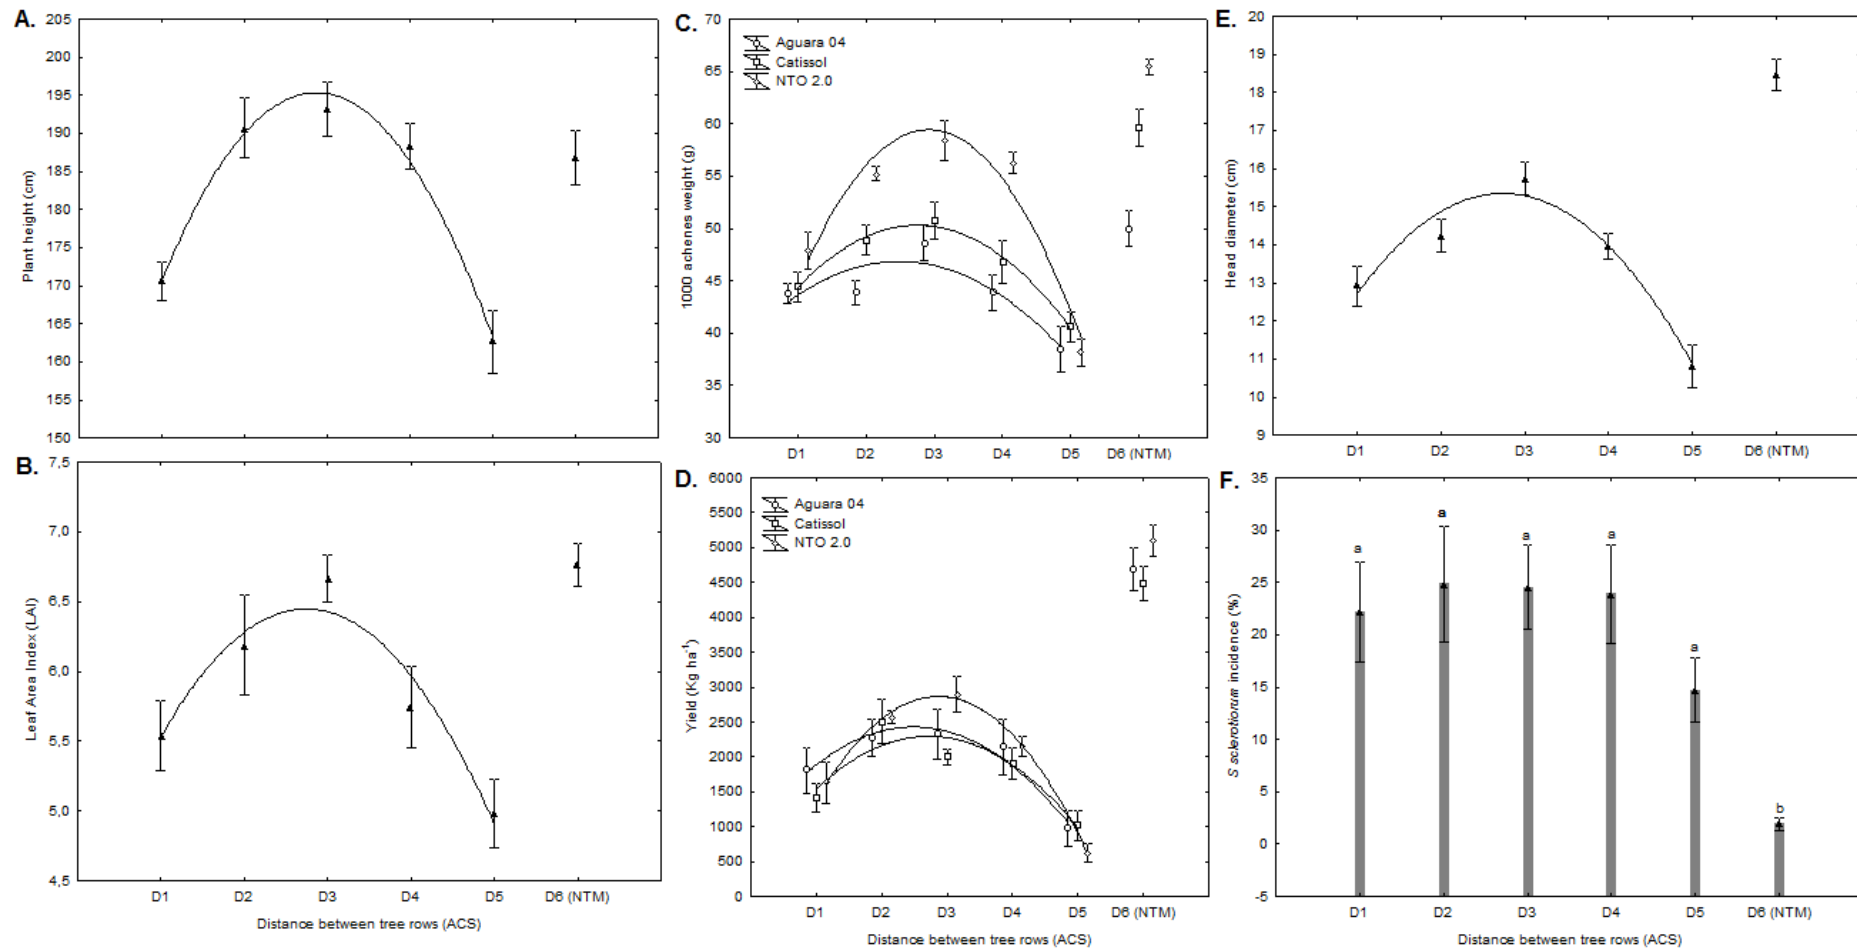 A.
205
200
195
190
185
180
175
170
165
160
155
150
Plant height (cm)
B.
7,5
7,0
6,5
6,0
5,5
5,0
4,5
Leaf Area Index (LAI)
D1 D2 D3 D4 D5 D6 (NTM)
Distance between tree rows (ACS)
C.
70
65
60
55
50
45
40
35
30
1000 achenes weight (g)
Aguara 04
Catissol
NTO 2.0
D1 D2 D3 D4 D5 D6 (NTM)
D.
6000
5500
5000
4500
4000
3500
3000
2500
2000
1500
1000
500
0
Yield (Kg ha⁻¹)
Aguara 04
Catissol
NTO 2.0
D1 D2 D3 D4 D5 D6 (NTM)
Distance between tree rows (ACS)
E.
20
19
18
17
16
15
14
13
12
11
10
9
Head diameter (cm)
D1 D2 D3 D4 D5 D6 (NTM)
F.
35
30
25
20
15
10
5
0
-5
S sclerotiorum incidence (%)
a a a a a b
D1 D2 D3 D4 D5 D6 (NTM)
Distance between tree rows (ACS)